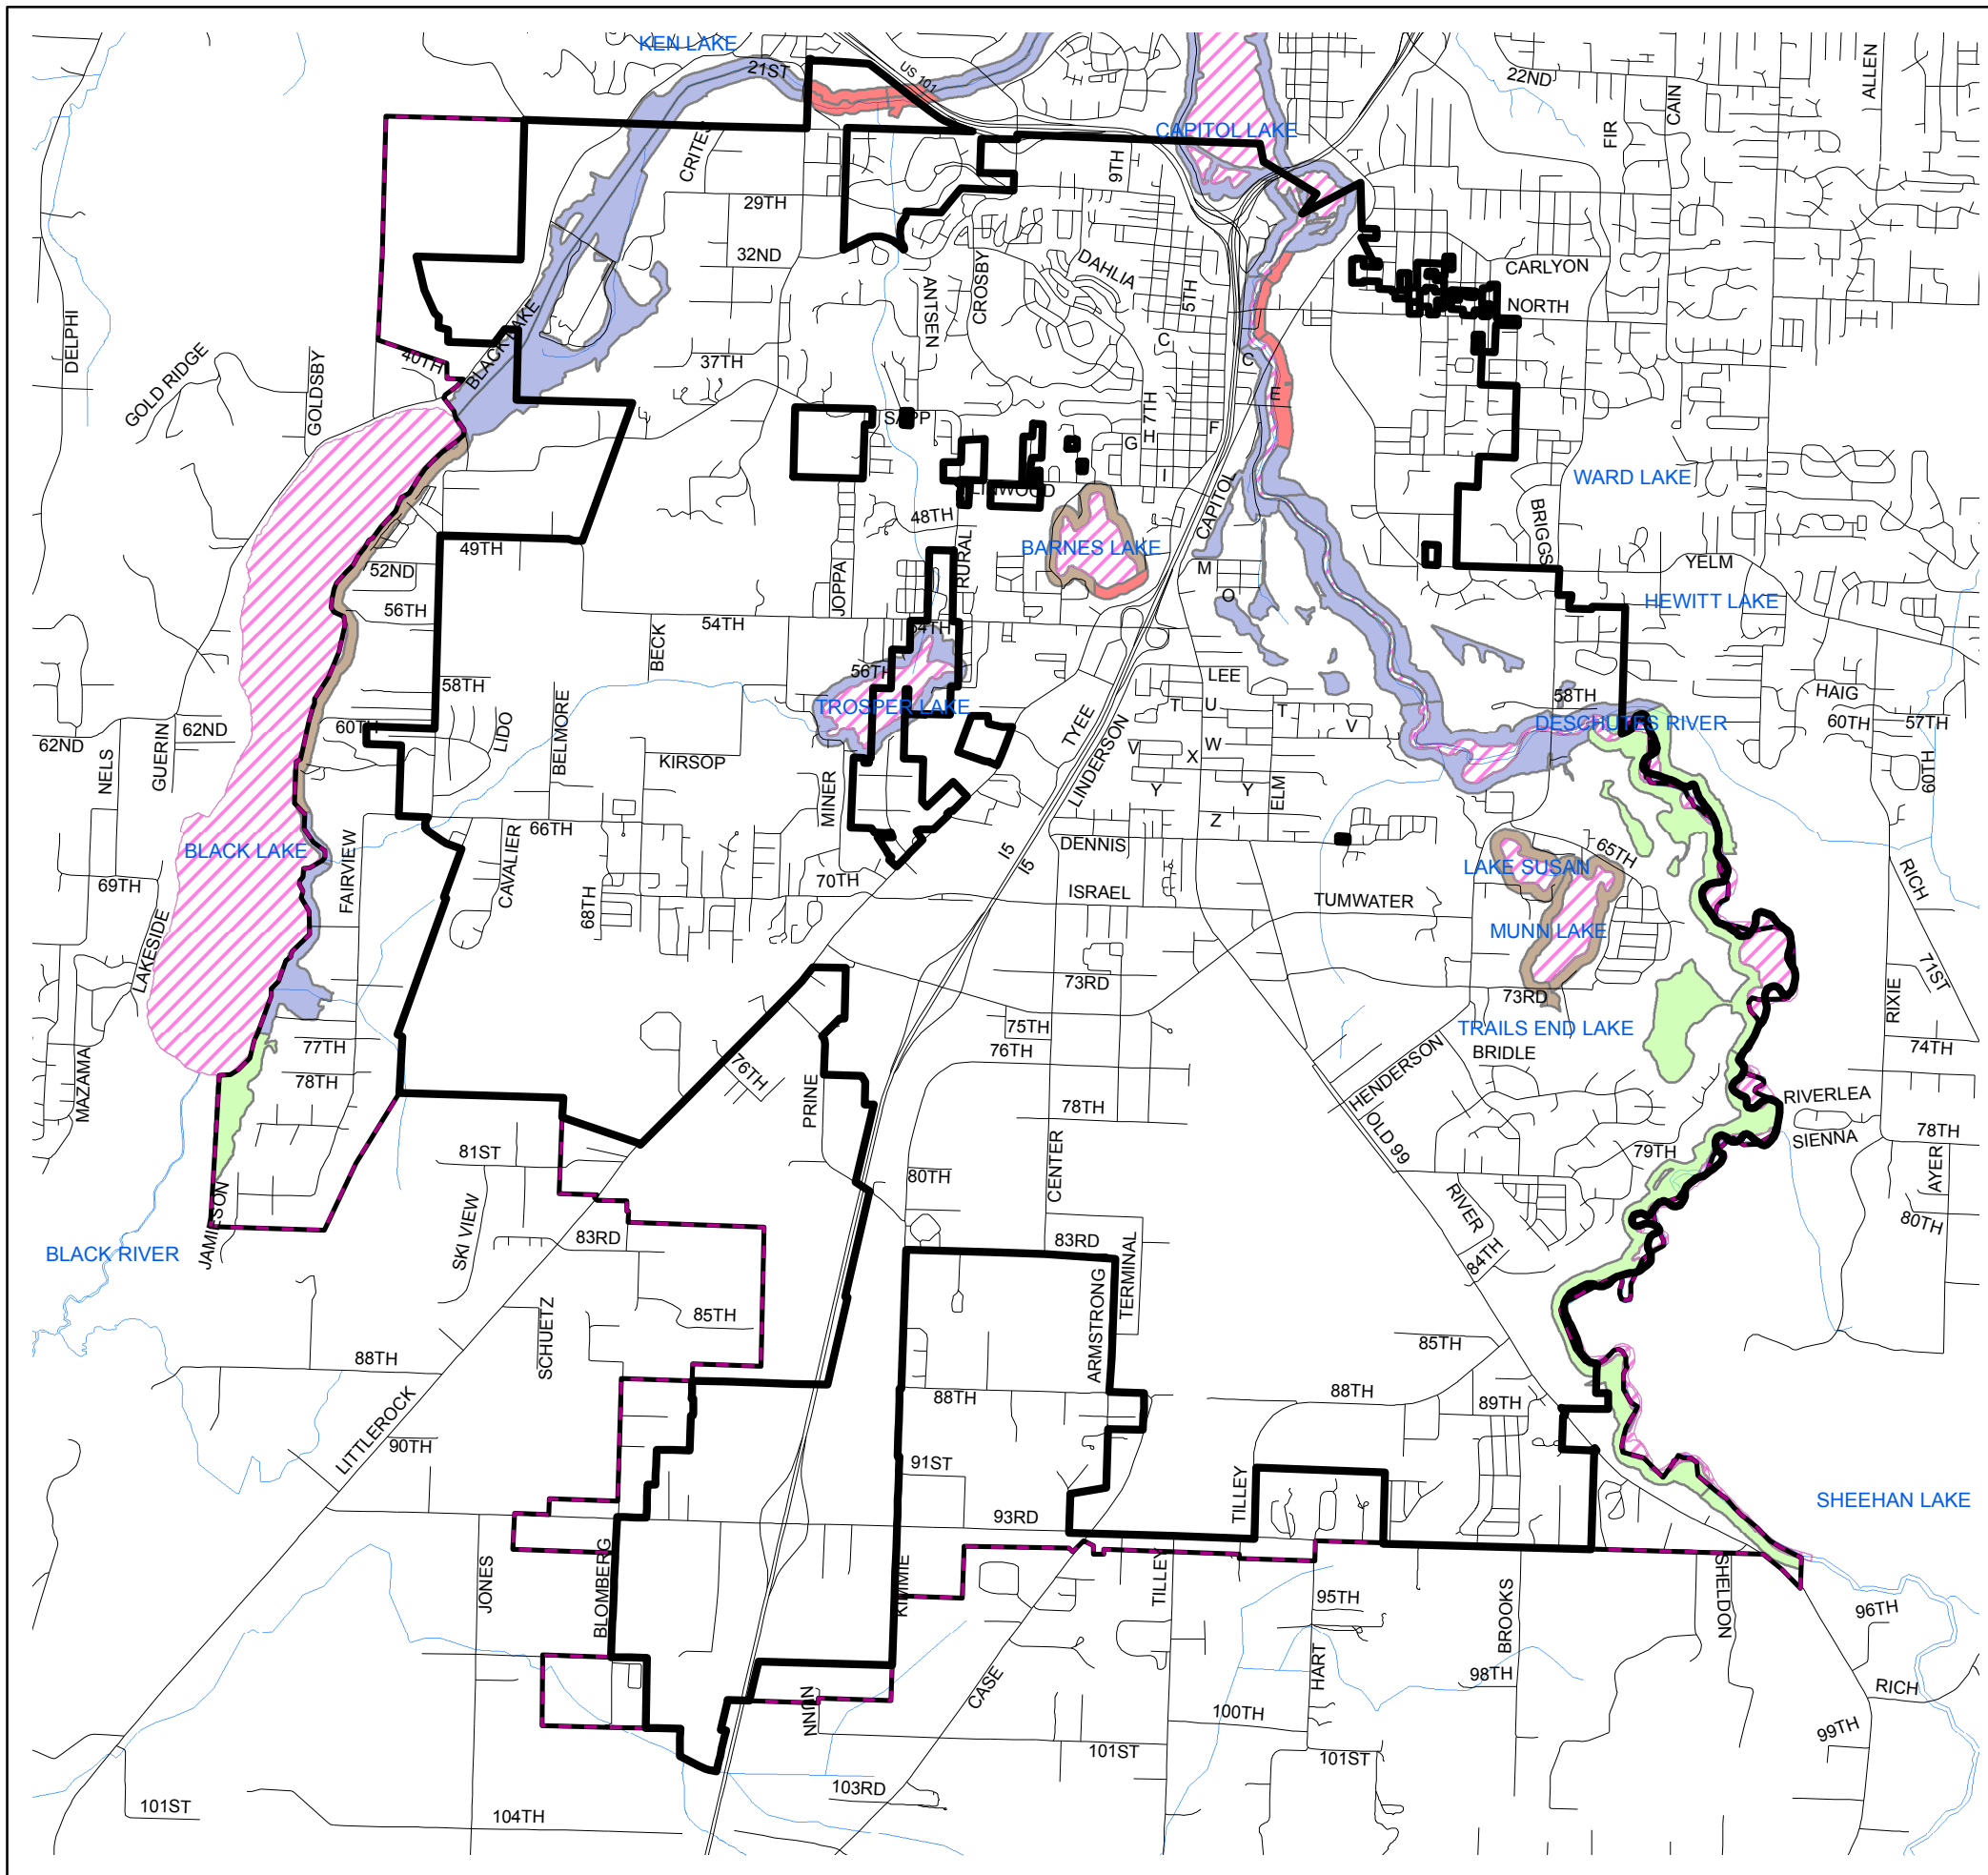 KEN LAKE
21ST
US 101
22ND
CAIN
ALLEN
FIR
CAPITOL LAKE
CRITES
9TH
29TH
32ND
CROSBY
DAHLIA
ANTSEN
5TH
CARLYON
NORTH
DELPHI
GOLD RIDGE
GOLDSBY
40TH
BLACK LAKE
37TH
C
C
E
SAPP
7TH
F
G
H
I
LINWOOD
CAPITOL
WARD LAKE
BRIGGS
48TH
49TH
BARNES LAKE
RURAL
JOPPA
52ND
56TH
M
O
YELM
HEWITT LAKE
BECK
54TH
54TH
56TH
LEE
58TH
58TH
HAIG
57TH
60TH
TROSPER LAKE
DESCHUTES RIVER
T
U
T
V
V
W
X
Y
Y
Z
ELM
60TH
60TH
62ND
62ND
NELS
GUERIN
LIDO
BELMORE
KIRSOP
MINER
TYEE
LINDERSON
66TH
I5
I5
DENNIS
LAKE SUSAN
65TH
BLACK LAKE
69TH
FAIRVIEW
CAVALIER
68TH
70TH
ISRAEL
TUMWATER
MUNN LAKE
RICH
LAKESIDE
73RD
73RD
71ST
RIXIE
TRAILS END LAKE
75TH
76TH
74TH
BRIDLE
HENDERSON
MAZAMA
77TH
78TH
76TH
PRINE
78TH
RIVERLEA
SIENNA
78TH
OLD 99
79TH
81ST
CENTER
80TH
AYER
80TH
JAMIESON
SKI VIEW
RIVER
BLACK RIVER
83RD
83RD
TERMINAL
84TH
ARMSTRONG
SCHUETZ
85TH
85TH
88TH
88TH
88TH
89TH
LITTLEROCK
90TH
91ST
TILLEY
93RD
SHEEHAN LAKE
JONES
BLOMBERG
KIMMIE
TILLEY
95TH
BROOKS
SHELDON
96TH
HART
98TH
RICH
NUNN
CASE
100TH
99TH
101ST
101ST
103RD
101ST
104TH